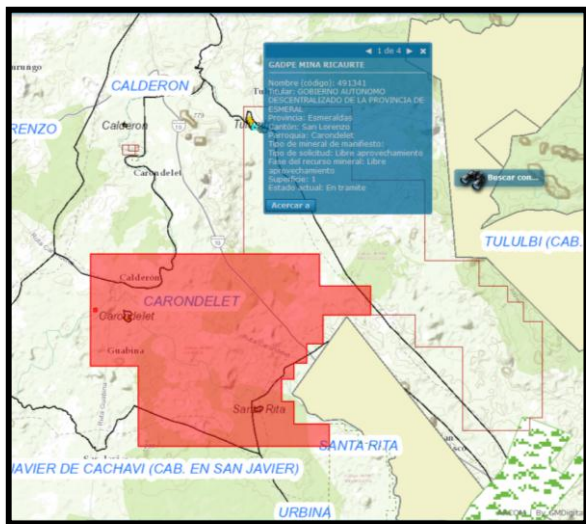 CALDERON
Calderon
RENZO
Carondelet
◄ 1 de 4 ►
GADPE MINA RICAURTE
Nombre (código): 491341
Titular: GOBIERNO AUTONOMO
DESCENTRALIZADO DE LA PROVINCIA DE
ESMERAL.
Provincia: Esmeraldas
Cantón: San Lorenzo
Parroquia: Carondelet
Tipo de mineral de manifiesto:
Tipo de solicitud: Libre aprovechamiento
Fase del recurso mineral: Libre
aprovechamiento
Superficie: 1
Estado actual: En tramite
Acercar a
Buscar con...
TULULBI (CAB.
Calderón
CARONDELET
Carondelet
Guabina
Santa Rita
SANTA RITA
JAVIER DE CACHAVI (CAB. EN SAN JAVIER)
URBINA